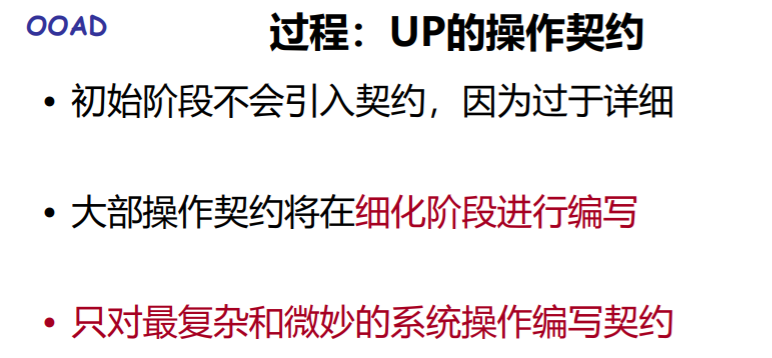 OOAD
过程：UP的操作契约
• 初始阶段不会引入契约，因为过于详细
• 大部操作契约将在细化阶段进行编写
• 只对最复杂和微妙的系统操作编写契约